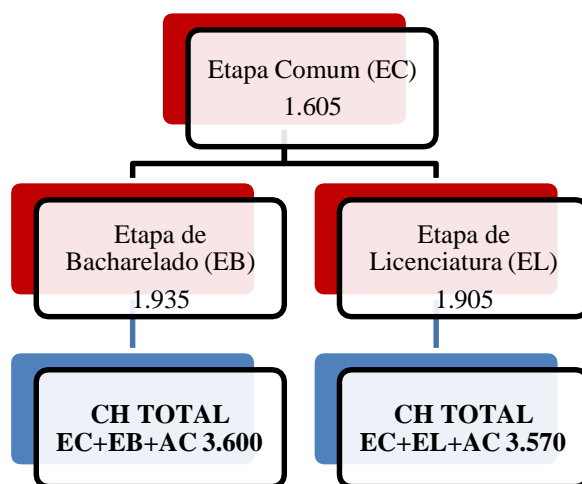 Etapa Comum (EC)
1.605
Etapa de
Bacharelado (EB)
1.935
Etapa de
Licenciatura (EL)
1.905
CH TOTAL
EC+EB+AC 3.600
CH TOTAL
EC+EL+AC 3.570